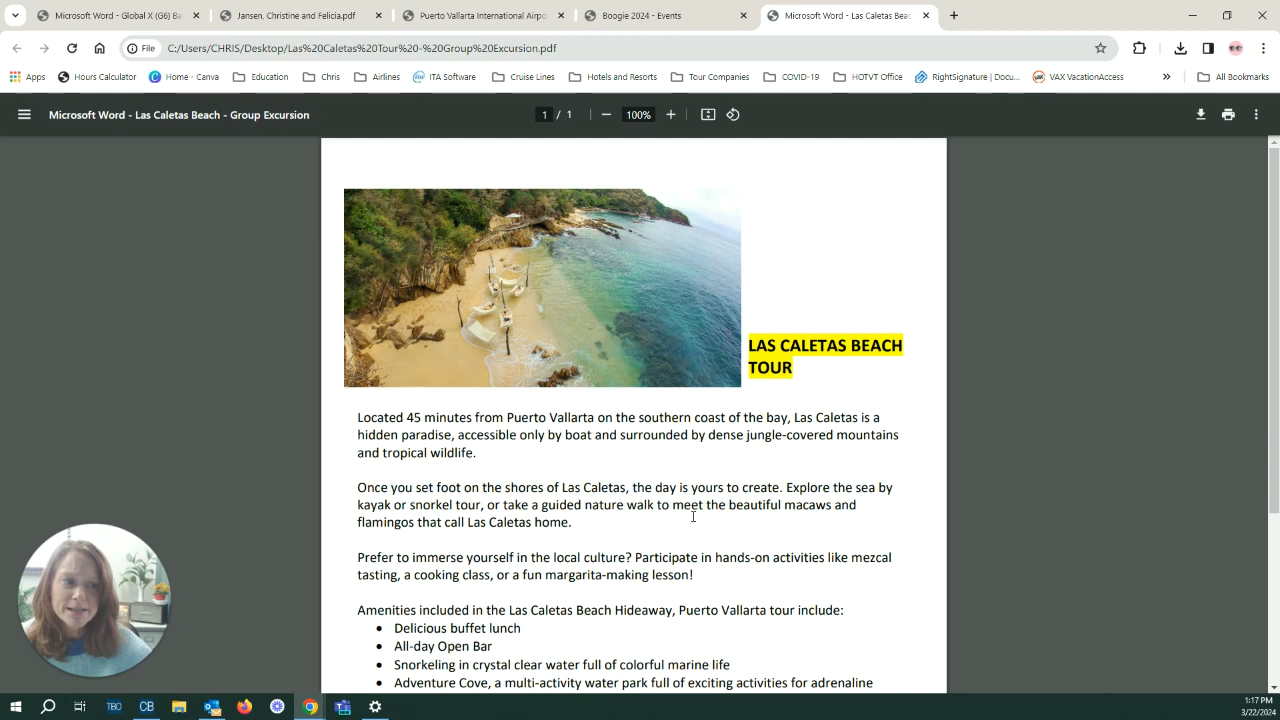 Microsoft Word - Global X (G6) Ba
Jansen, Christine and Felicia.pdf
Puerto Vallarta International Airpo
Boogie 2024 - Events
Microsoft Word - Las Caletas Beac
File
C:/Users/CHRIS/Desktop/Las%20Caletas%20Tour%20-%20Group%20Excursion.pdf
Apps
Hours Calculator
Home - Canva
Education
Chris
Airlines
ITA Software
Cruise Lines
Hotels and Resorts
Tour Companies
COVID-19
HOTVT Office
RightSignature | Docu...
VAX VacationAccess
All Bookmarks
Microsoft Word - Las Caletas Beach - Group Excursion
1 / 1
100%
LAS CALETAS BEACH
TOUR
Located 45 minutes from Puerto Vallarta on the southern coast of the bay, Las Caletas is a
hidden paradise, accessible only by boat and surrounded by dense jungle-covered mountains
and tropical wildlife.
Once you set foot on the shores of Las Caletas, the day is yours to create. Explore the sea by
kayak or snorkel tour, or take a guided nature walk to meet the beautiful macaws and
flamingos that call Las Caletas home.
Prefer to immerse yourself in the local culture? Participate in hands-on activities like mezcal
tasting, a cooking class, or a fun margarita-making lesson!
Amenities included in the Las Caletas Beach Hideaway, Puerto Vallarta tour include:
• Delicious buffet lunch
• All-day Open Bar
• Snorkeling in crystal clear water full of colorful marine life
• Adventure Cove, a multi-activity water park full of exciting activities for adrenaline
TBO
CB
1:17 PM
3/22/2024